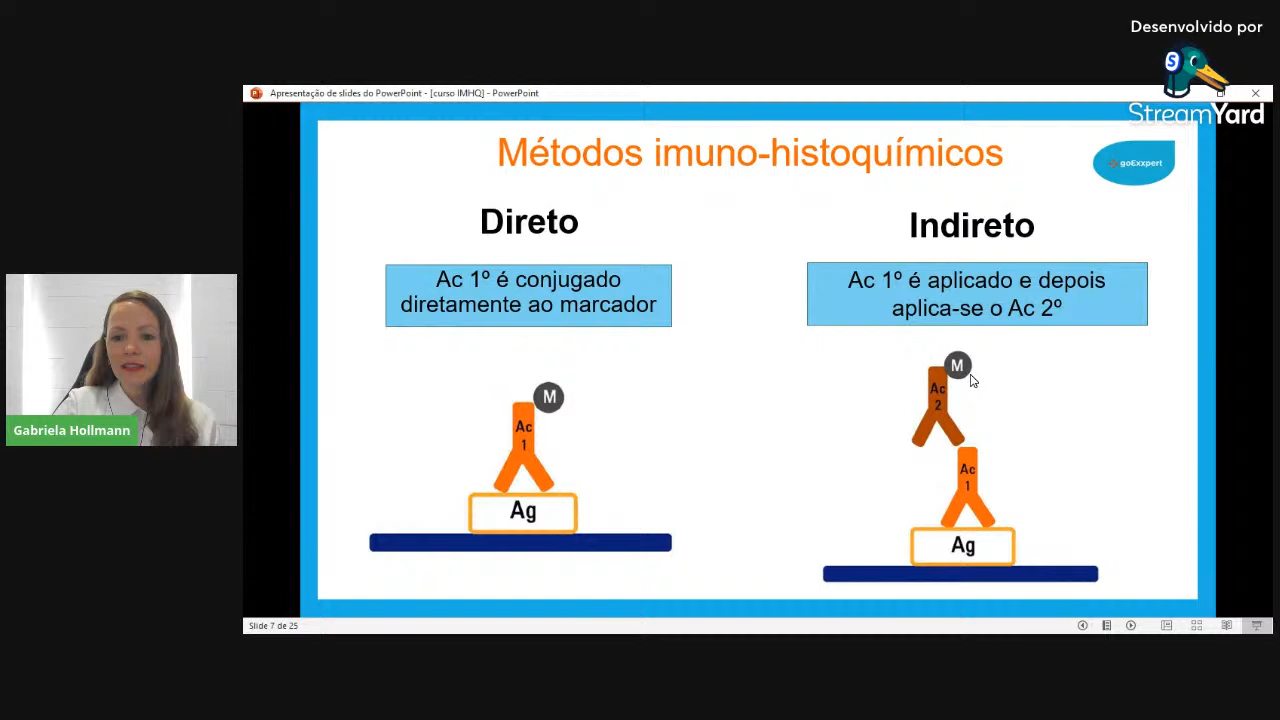 Desenvolvido por
StreamYard
Apresentação de slides do PowerPoint - [curso IMHQ] - PowerPoint
Métodos imuno-histoquímicos
goExxpert
Direto
Ac 1º é conjugado
diretamente ao marcador
M
Ac
1
Ag
Indireto
Ac 1º é aplicado e depois
aplica-se o Ac 2º
M
Ac
2
Ac
1
Ag
Gabriela Hollmann
Slide 7 de 25